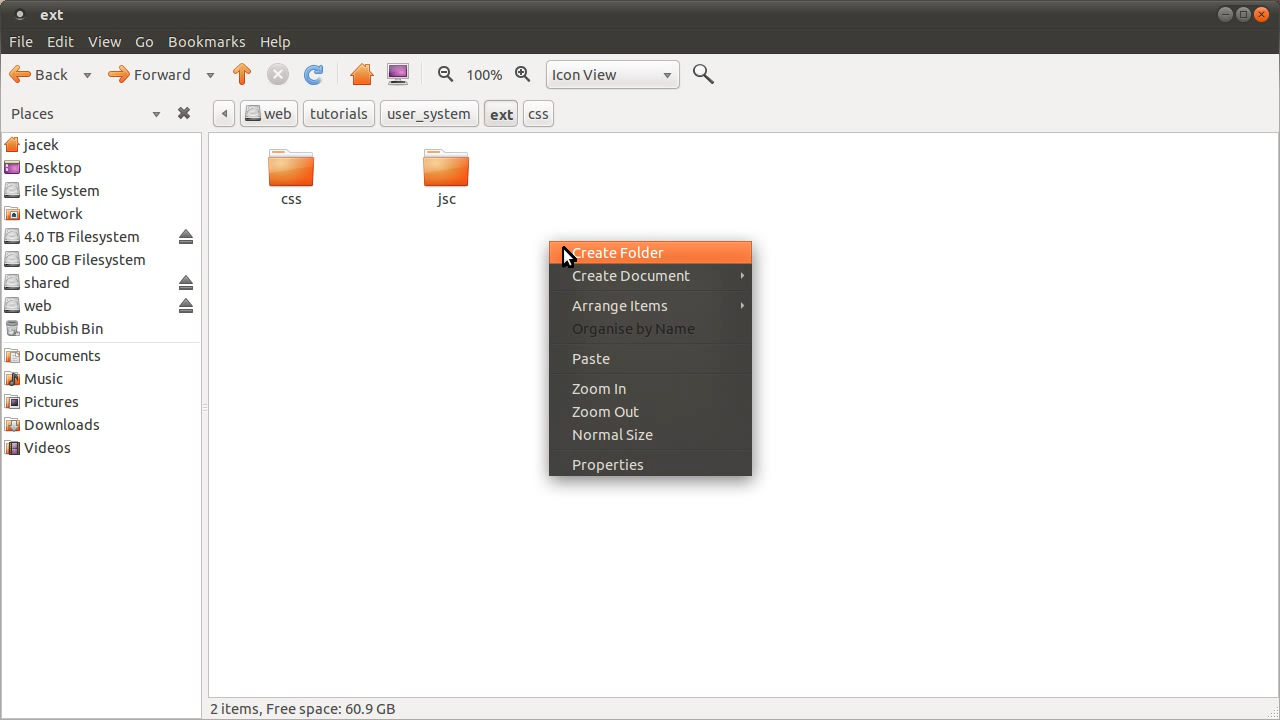 ext
File Edit View Go Bookmarks Help
Back Forward 100% Icon View
Places
web tutorials user_system ext css
jacek
Desktop
File System
Network
4.0 TB Filesystem
500 GB Filesystem
shared
web
Rubbish Bin
Documents
Music
Pictures
Downloads
Videos
css jsc
Create Folder
Create Document
Arrange Items
Organise by Name
Paste
Zoom In
Zoom Out
Normal Size
Properties
2 items, Free space: 60.9 GB